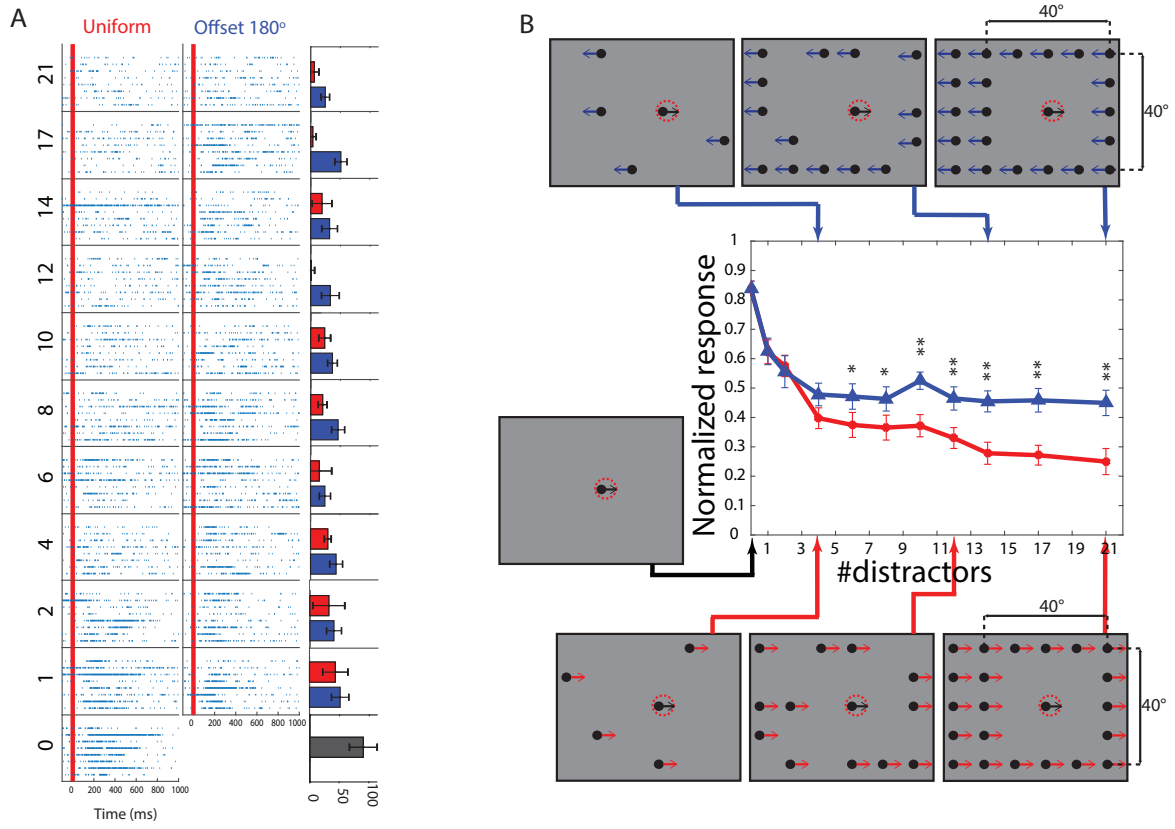 A
Uniform
Offset 180°
21
17
14
12
10
8
6
4
2
1
0
0 200 400 600 800 1000
0 200 400 600 800 1000
Time (ms)
0 50 100
B
40°
40°
Normalized response
1
0.9
0.8
0.7
0.6
0.5
0.4
0.3
0.2
0.1
0
* * ** ** ** ** **
1 3 5 7 9 11 13 15 17 19 21
#distractors
40°
40°